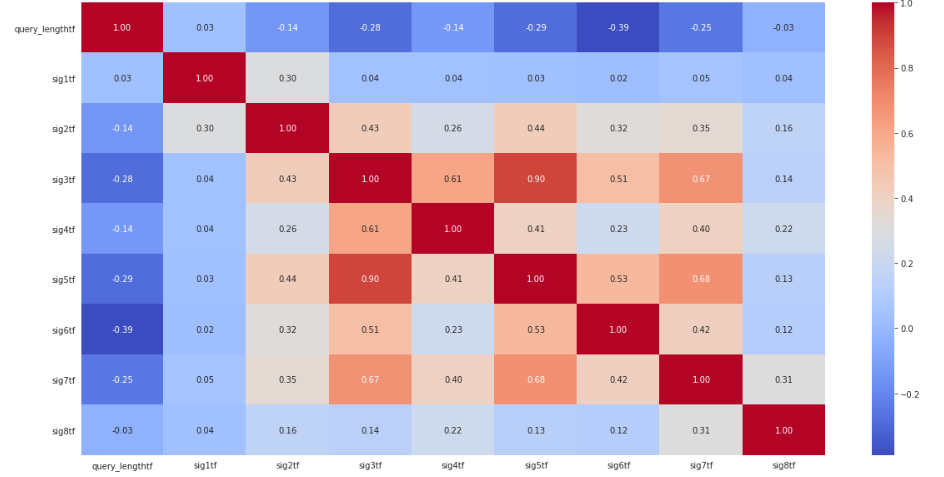 query_lengthtf 1.00 0.03 -0.14 -0.28 -0.14 -0.29 -0.39 -0.25 -0.03
sig1tf 0.03 1.00 0.30 0.04 0.04 0.03 0.02 0.05 0.04
sig2tf -0.14 0.30 1.00 0.43 0.26 0.44 0.32 0.35 0.16
sig3tf -0.28 0.04 0.43 1.00 0.61 0.90 0.51 0.67 0.14
sig4tf -0.14 0.04 0.26 0.61 1.00 0.41 0.23 0.40 0.22
sig5tf -0.29 0.03 0.44 0.90 0.41 1.00 0.53 0.68 0.13
sig6tf -0.39 0.02 0.32 0.51 0.23 0.53 1.00 0.42 0.12
sig7tf -0.25 0.05 0.35 0.67 0.40 0.68 0.42 1.00 0.31
sig8tf -0.03 0.04 0.16 0.14 0.22 0.13 0.12 0.31 1.00
query_lengthtf sig1tf sig2tf sig3tf sig4tf sig5tf sig6tf sig7tf sig8tf
1.0
0.8
0.6
0.4
0.2
0.0
−0.2